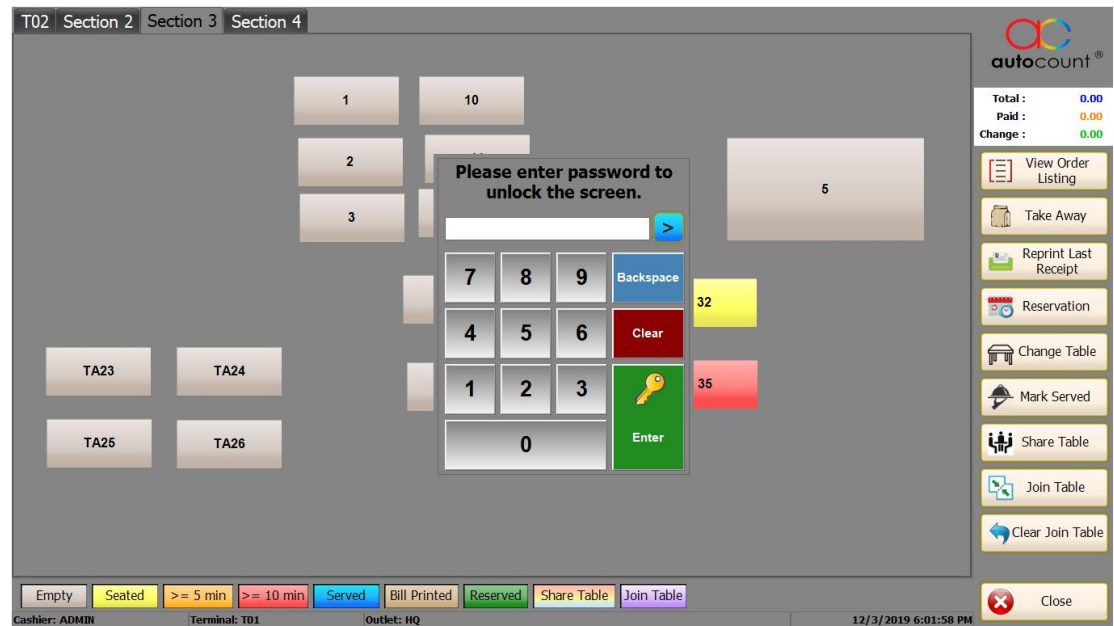 T02 Section 2 Section 3 Section 4
autocount ®
Total : 0.00
Paid : 0.00
Change : 0.00
1 10
2
3
5
Please enter password to
unlock the screen.
>
7 8 9 Backspace
4 5 6 Clear
1 2 3
0 Enter
32
35
TA23 TA24
TA25 TA26
View Order
Listing
Take Away
Reprint Last
Receipt
Reservation
Change Table
Mark Served
Share Table
Join Table
Clear Join Table
Close
Empty Seated >= 5 min >= 10 min Served Bill Printed Reserved Share Table Join Table
Cashier: ADMIN Terminal: T01 Outlet: HQ 12/3/2019 6:01:58 PM